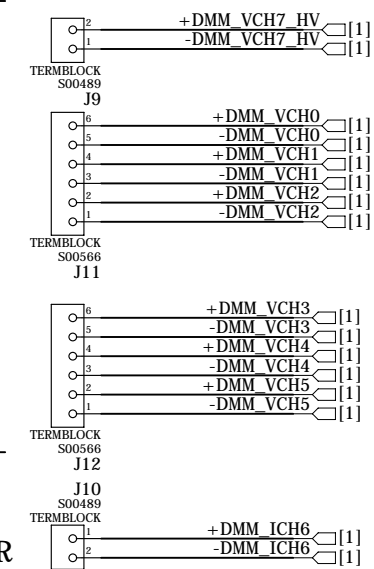 2 +DMM_VCH7_HV [1]
1 -DMM_VCH7_HV [1]
TERMBLOCK
S00489
J9
6 +DMM_VCH0 [1]
5 -DMM_VCH0 [1]
4 +DMM_VCH1 [1]
3 -DMM_VCH1 [1]
2 +DMM_VCH2 [1]
1 -DMM_VCH2 [1]
TERMBLOCK
S00566
J11
6 +DMM_VCH3 [1]
5 -DMM_VCH3 [1]
4 +DMM_VCH4 [1]
3 -DMM_VCH4 [1]
2 +DMM_VCH5 [1]
1 -DMM_VCH5 [1]
TERMBLOCK
S00566
J12
J10
S00489
TERMBLOCK
1 +DMM_ICH6 [1]
R 2 -DMM_ICH6 [1]